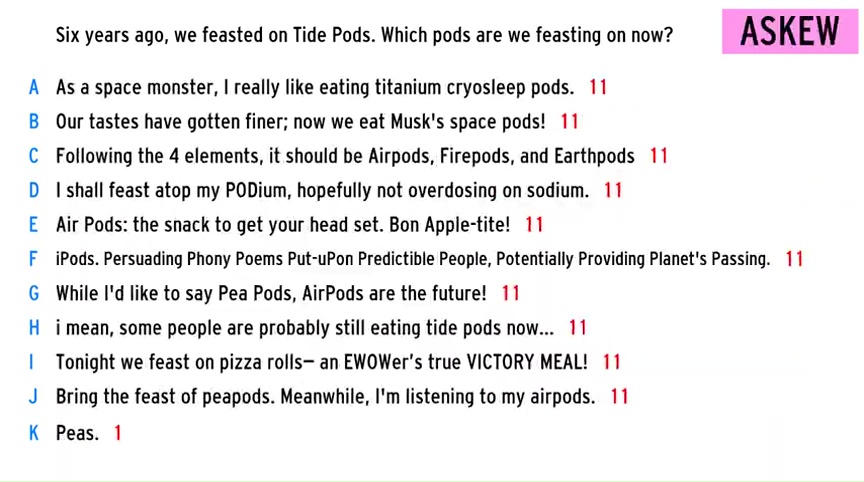 Six years ago, we feasted on Tide Pods. Which pods are we feasting on now?
ASKEW
A As a space monster, I really like eating titanium cryosleep pods. 11
B Our tastes have gotten finer; now we eat Musk's space pods! 11
C Following the 4 elements, it should be Airpods, Firepods, and Earthpods 11
D I shall feast atop my PODium, hopefully not overdosing on sodium. 11
E Air Pods: the snack to get your head set. Bon Apple-tite! 11
F iPods. Persuading Phony Poems Put-uPon Predictible People, Potentially Providing Planet's Passing. 11
G While I'd like to say Pea Pods, AirPods are the future! 11
H i mean, some people are probably still eating tide pods now... 11
I Tonight we feast on pizza rolls— an EWOWer's true VICTORY MEAL! 11
J Bring the feast of peapods. Meanwhile, I'm listening to my airpods. 11
K Peas. 1